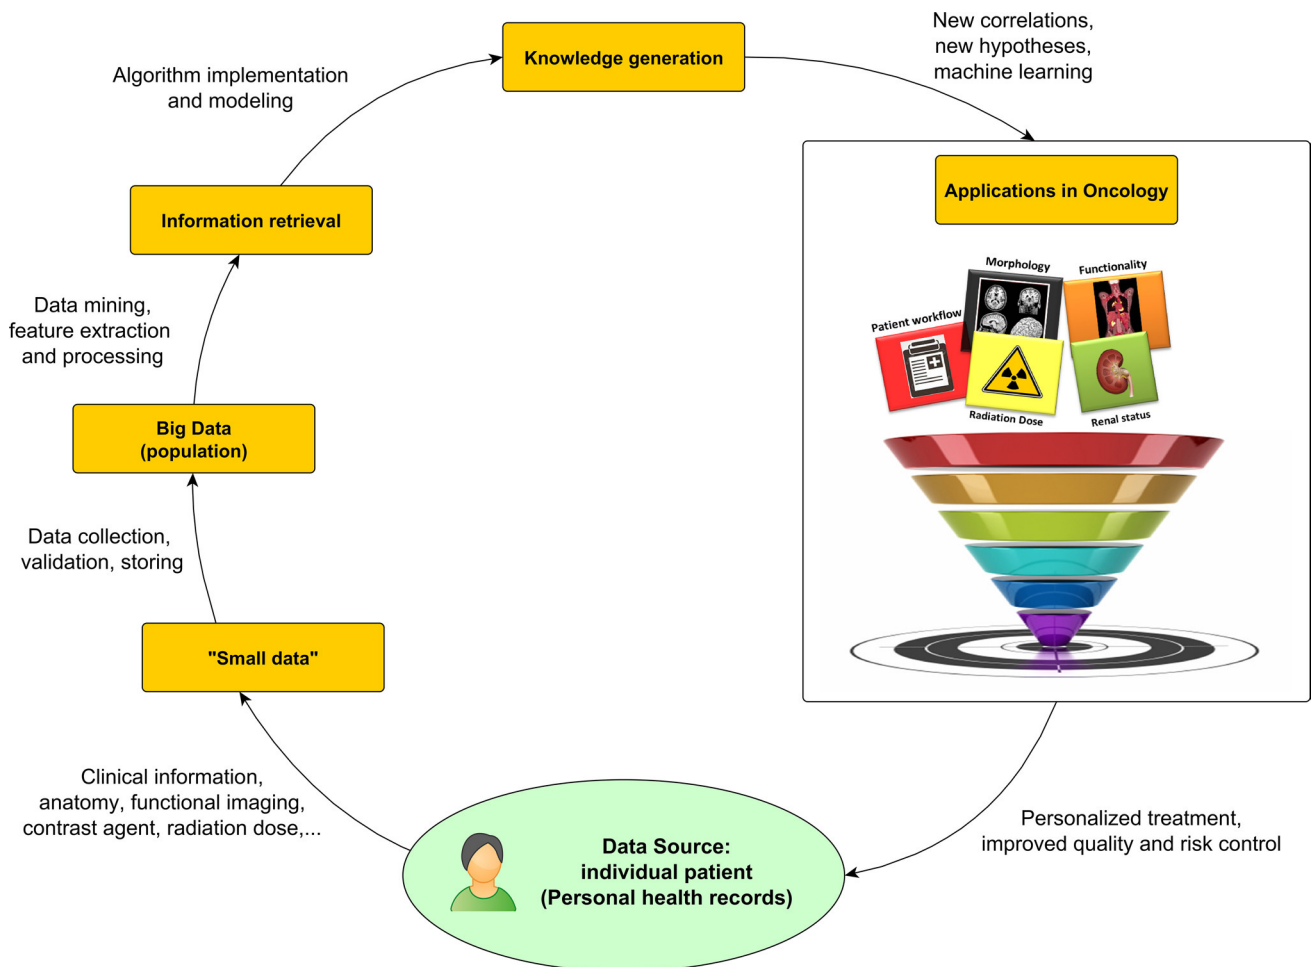 Knowledge generation
New correlations,
new hypotheses,
machine learning
Algorithm implementation
and modeling
Applications in Oncology
Information retrieval
Morphology
Functionality
Patient workflow
Radiation Dose
Renal status
Data mining,
feature extraction
and processing
Big Data
(population)
Data collection,
validation, storing
"Small data"
Clinical information,
anatomy, functional imaging,
contrast agent, radiation dose,...
Data Source:
individual patient
(Personal health records)
Personalized treatment,
improved quality and risk control